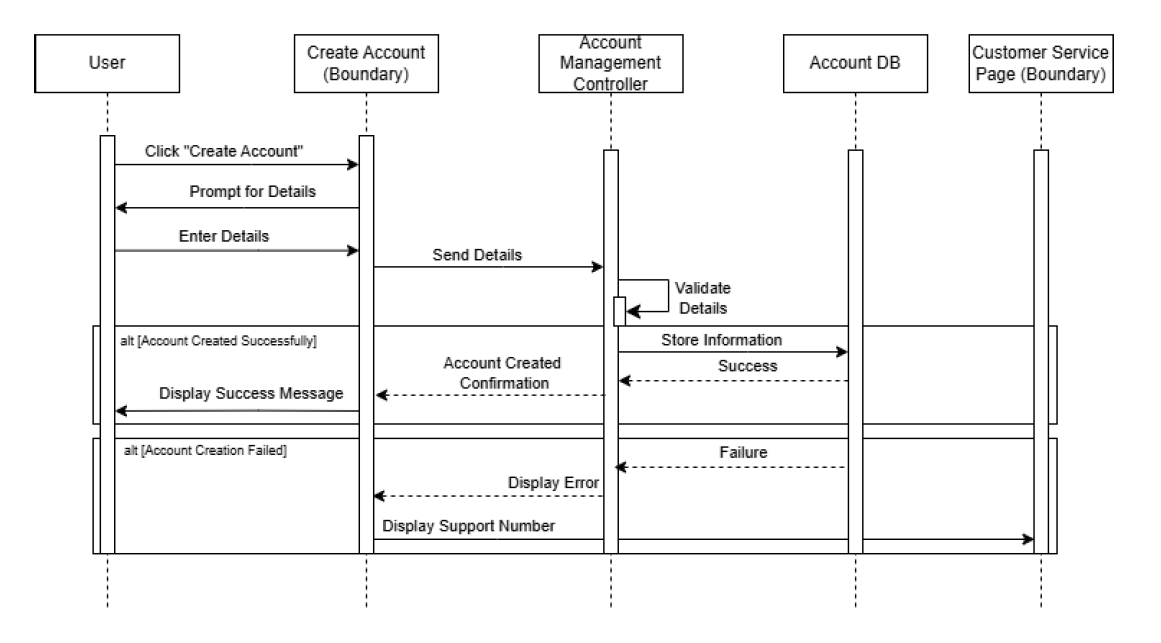 User
Create Account
(Boundary)
Account
Management
Controller
Account DB
Customer Service
Page (Boundary)
Click "Create Account"
Prompt for Details
Enter Details
Send Details
Validate
Details
alt [Account Created Successfully]
Store Information
Success
Account Created
Confirmation
Display Success Message
alt [Account Creation Failed]
Failure
Display Error
Display Support Number